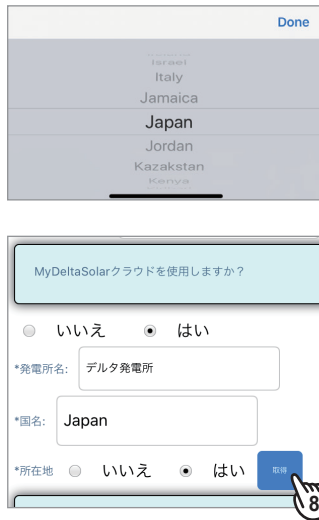 Done
Israel
Italy
Jamaica
Japan
Jordan
Kazakstan
Kenya
MyDeltaSolarクラウドを使用しますか？
いいえ はい
*発電所名: デルタ発電所
*国名: Japan
*所在地 いいえ はい 取得
8